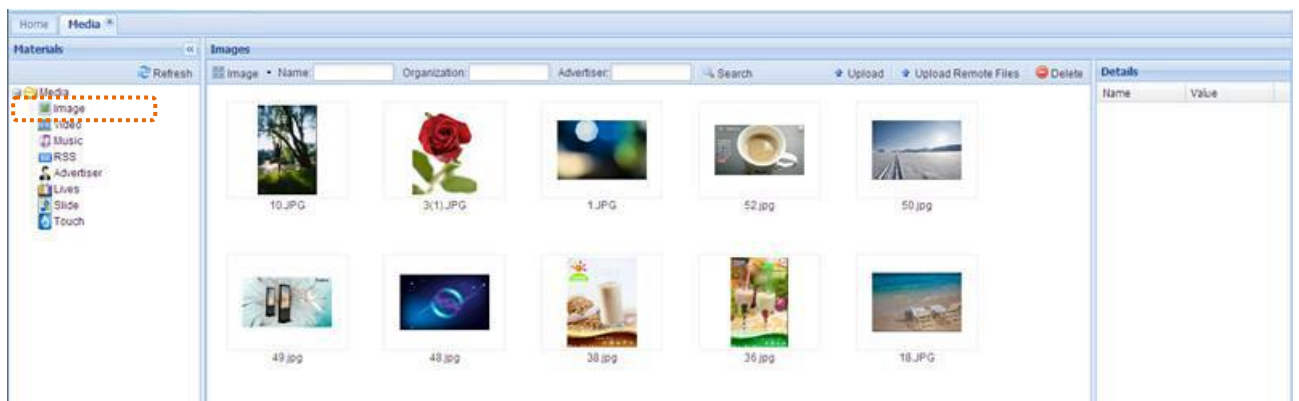 Home Media
Materials
Refresh
Media
Image
Video
Music
RSS
Advertiser
Lives
Slide
Touch
Images
Image Name: Organization: Advertiser: Search Upload Upload Remote Files Delete
10.JPG 3(1).JPG 1.JPG 52.jpg 50.jpg
49.jpg 48.jpg 38.jpg 36.jpg 18.JPG
Details
Name Value